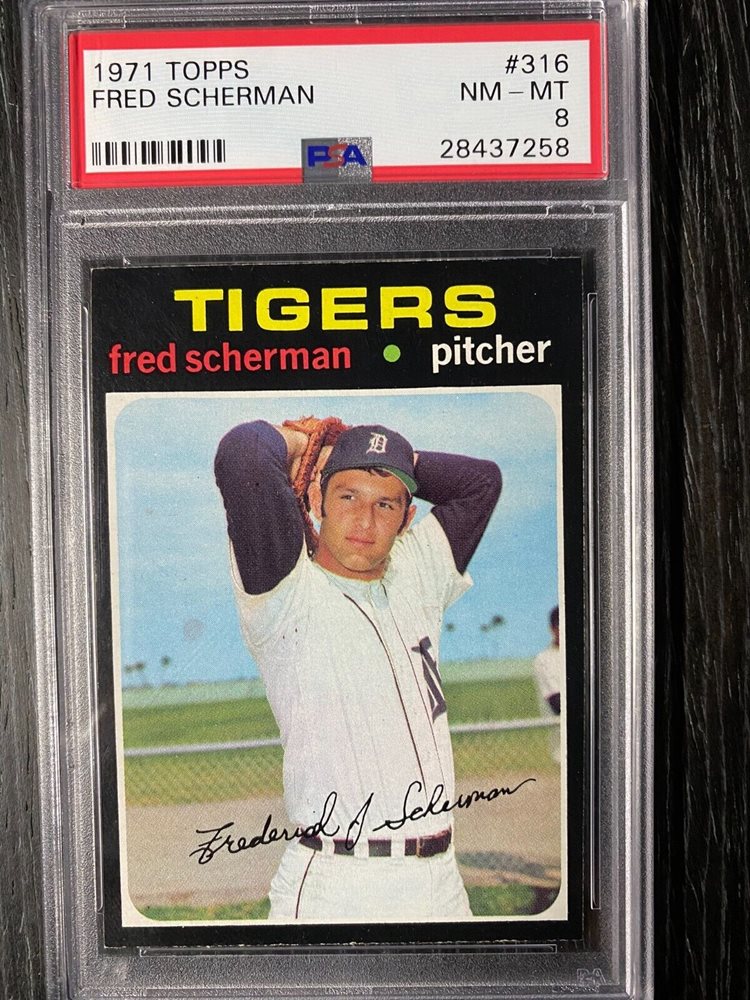 1971 TOPPS #316
FRED SCHERMAN NM - MT
8
PSA 28437258
TIGERS
fred scherman • pitcher
D
Frederick J Scherman